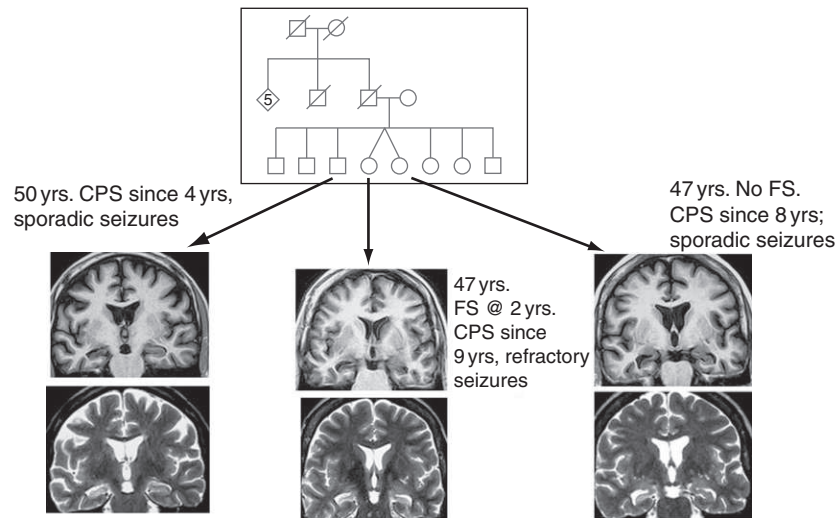 5
50 yrs. CPS since 4 yrs,
sporadic seizures
47 yrs.
FS @ 2 yrs.
CPS since
9 yrs, refractory
seizures
47 yrs. No FS.
CPS since 8 yrs;
sporadic seizures